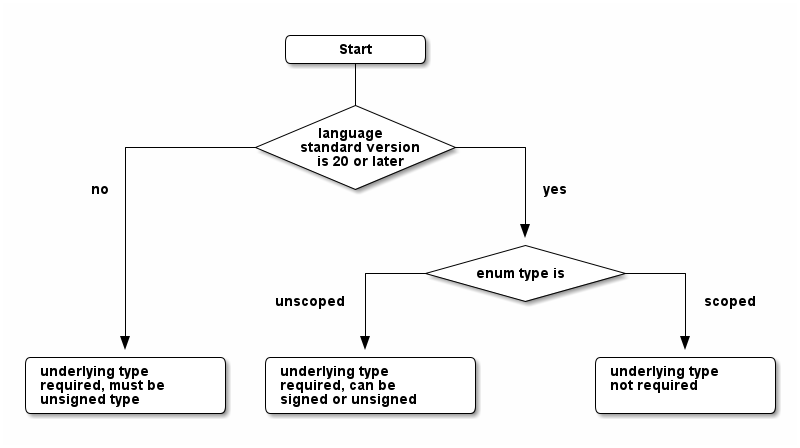 Start
language
standard version
is 20 or later
no
yes
enum type is
unscoped
scoped
underlying type
required, must be
unsigned type
underlying type
required, can be
signed or unsigned
underlying type
not required